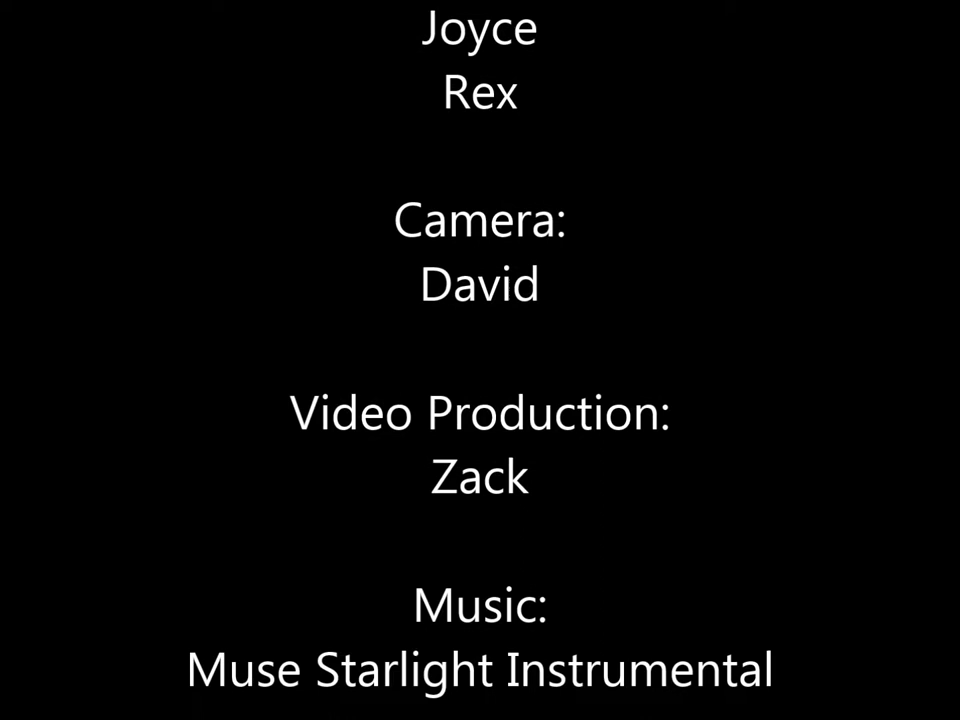 Joyce
Rex
Camera:
David
Video Production:
Zack
Music:
Muse Starlight Instrumental